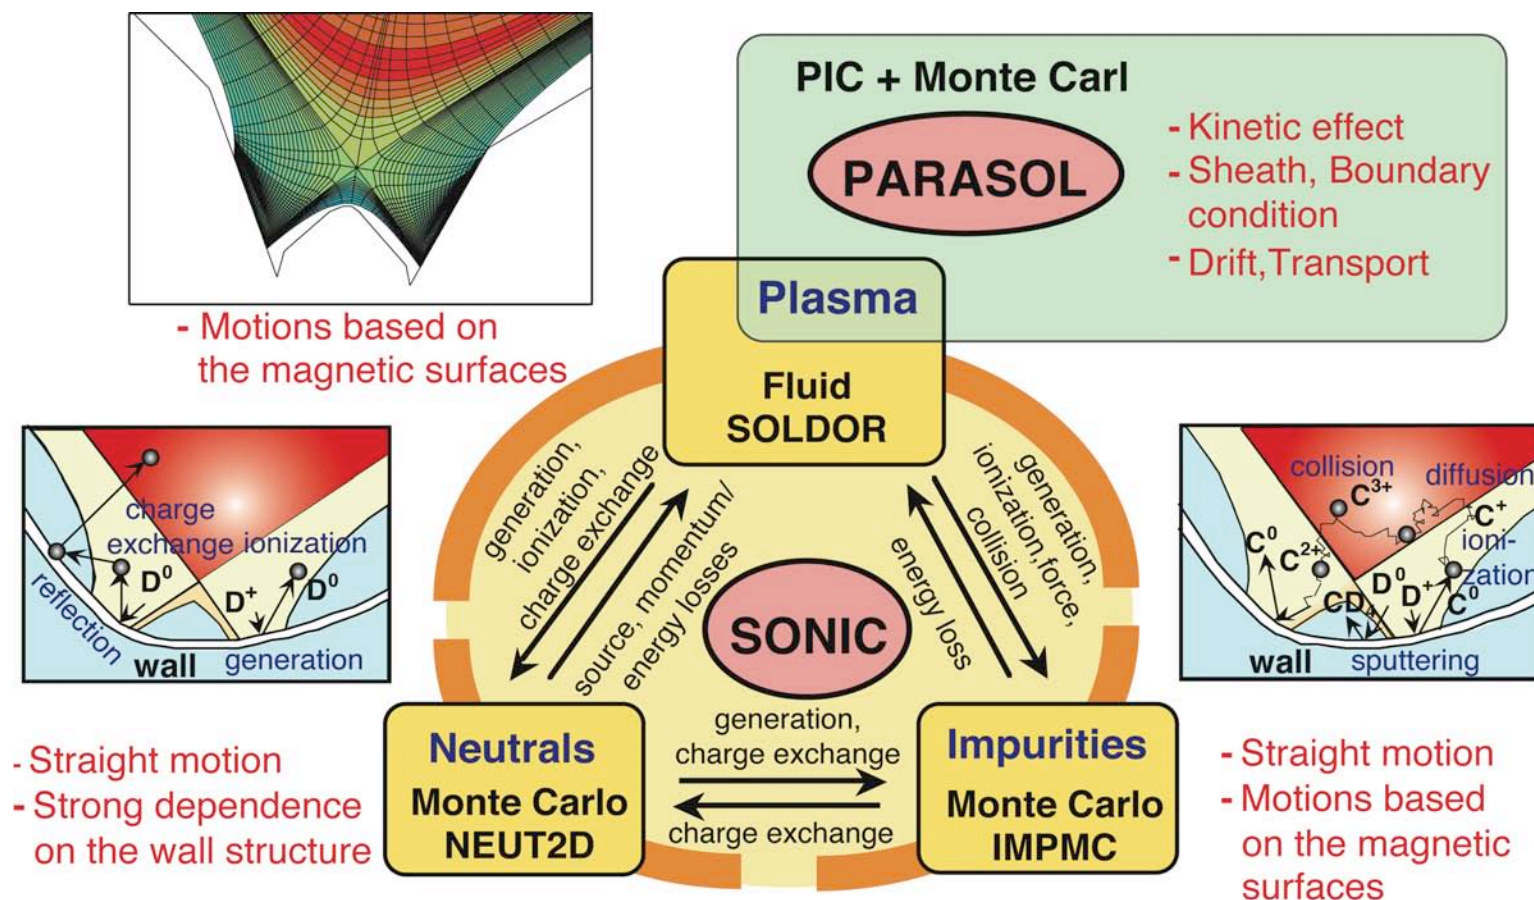 PIC + Monte Carl
PARASOL
- Kinetic effect
- Sheath, Boundary
condition
- Drift,Transport
- Motions based on
the magnetic surfaces
Plasma
Fluid
SOLDOR
charge
exchange
ionization
D0
D+
D0
reflection
wall
generation
generation,
ionization,
charge exchange
source, momentum/
energy losses
SONIC
generation,
ionization,force,
collision
energy loss
collision
diffusion
C3+
C+
C0
C2+
ioni-
zation
D0
CD4
D+
C0
wall
sputtering
Neutrals
Monte Carlo
NEUT2D
generation,
charge exchange
charge exchange
Impurities
Monte Carlo
IMPMC
- Straight motion
- Strong dependence
on the wall structure
- Straight motion
- Motions based
on the magnetic
surfaces